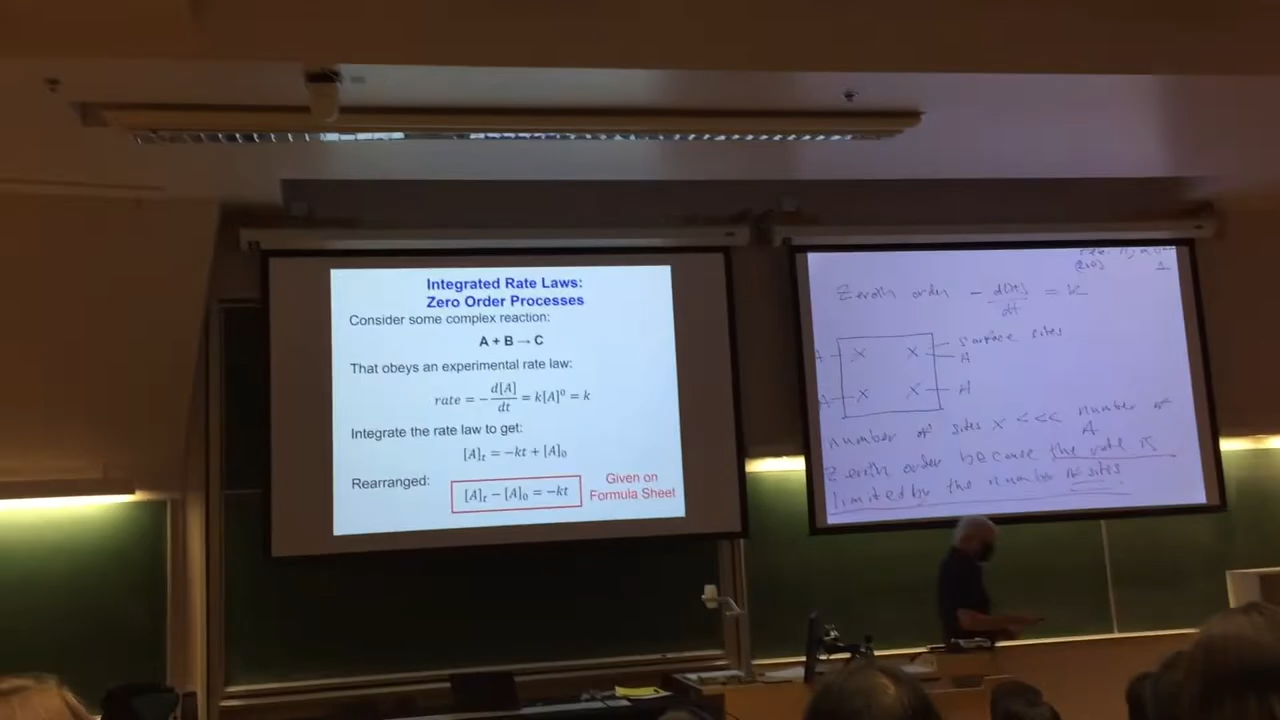 Integrated Rate Laws:
Zero Order Processes
Consider some complex reaction:
A + B → C
That obeys an experimental rate law:
rate = − d[A]/dt = k[A]⁰ = k
Integrate the rate law to get:
[A]ₜ = −kt + [A]₀
Rearranged:
[A]ₜ − [A]₀ = −kt
Given on
Formula Sheet
1
Zeroth order − d[A]/dt = k
A X X surface sites
A
A X X A
number of sites X <<< number of
A
Zeroth order because the rate is
limited by the number of sites